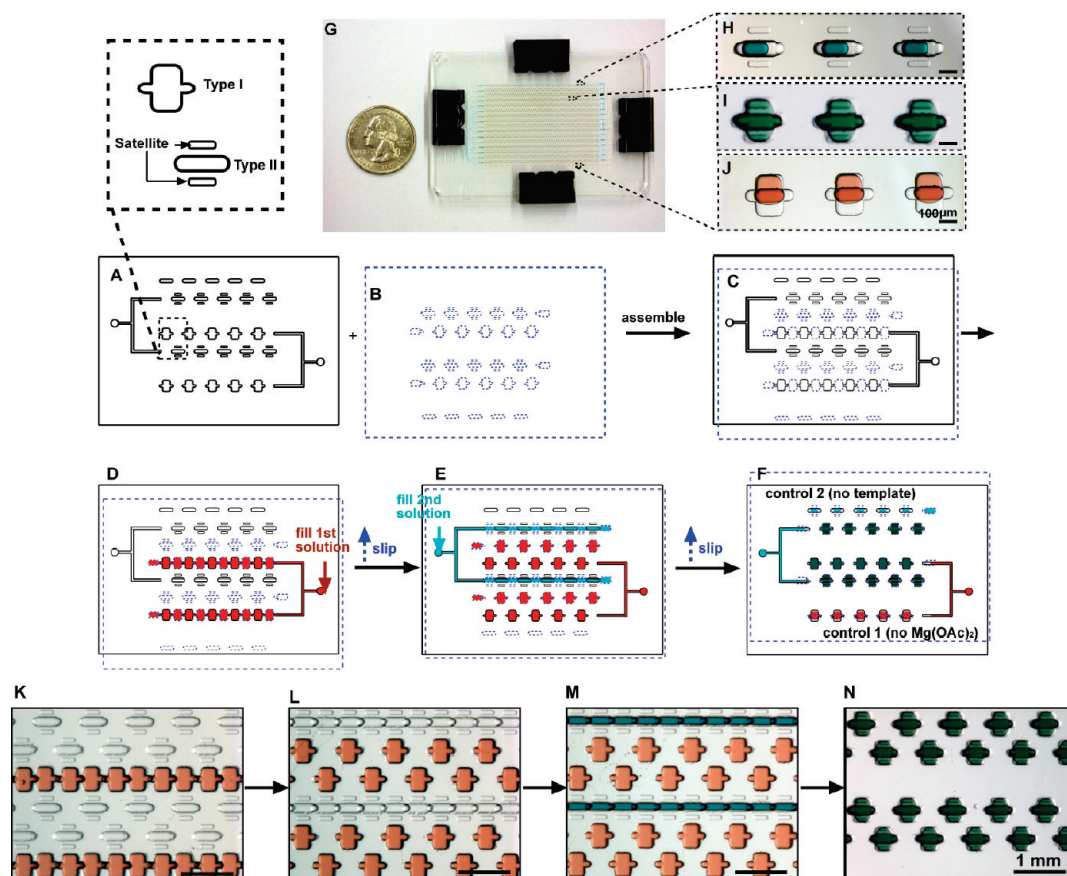 G
H
Type I
I
Satellite
Type II
J
100µm
A
B
C
+
assemble
D
E
F
fill 1st
solution
slip
fill 2nd
solution
slip
control 2 (no template)
control 1 (no Mg(OAc)₂)
K
L
M
N
1 mm